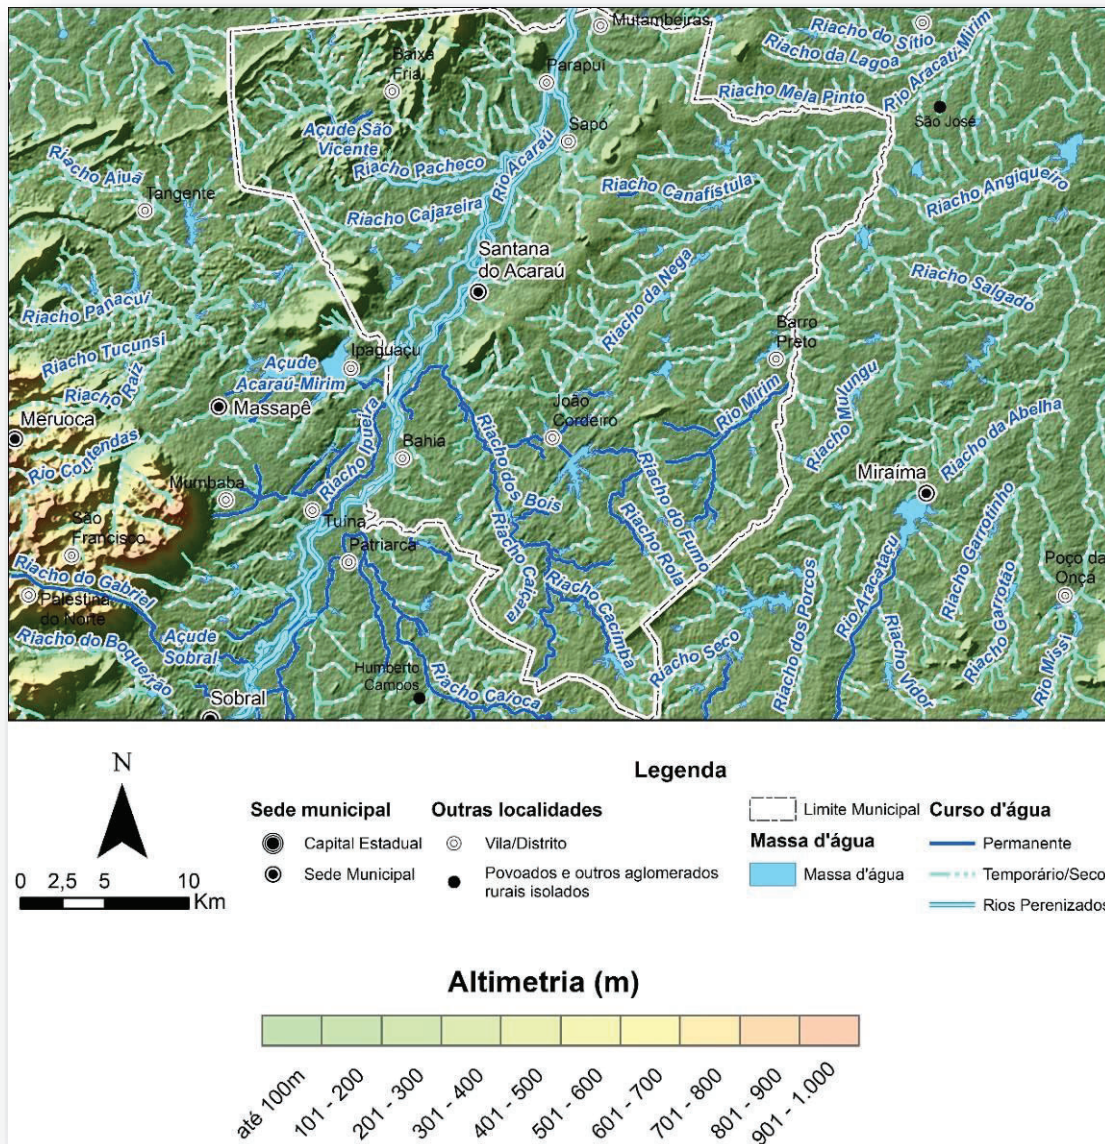 Mutambeiras
Riacho do Sítio
Riacho da Lagoa
Rio Aracati-Mirim
Baixa
Fria
Parapuí
Riacho Mela Pinto
São José
Açude São
Vicente
Sapó
Rio Acaraú
Riacho Pacheco
Riacho Aiuá
Tangente
Riacho Canafístula
Riacho Angiqueiro
Riacho Cajazeira
Santana
do Acaraú
Riacho da Nega
Riacho Salgado
Riacho Panacuí
Riacho Tucunsi
Riacho Raiz
Ipaguaçu
Açude
Acaraú-Mirim
Barro
Preto
Massapê
Meruoca
Rio Contendas
Riacho Ipueira
João
Cordeiro
Rio Mirim
Riacho Mulungu
Riacho da Abelha
Bahia
Miraíma
Mumbaba
Riacho dos
Bois
Riacho do Fumo
Riacho Rola
Riacho Garrotinho
São
Francisco
Tuína
Patriarca
Riacho Caiçara
Riacho Cacimba
Poço da
Onça
Riacho do Gabriel
Palestina
do Norte
Riacho do Boqueirão
Açude
Sobral
Rio Aracatiaçu
Riacho dos Porcos
Riacho Garrotão
Humberto
Campos
Riacho Caioca
Riacho Seco
Riacho Vidor
Rio Missi
Sobral
N
0 2,5 5 10
Km
Legenda
Sede municipal
Capital Estadual
Sede Municipal
Outras localidades
Vila/Distrito
Povoados e outros aglomerados
rurais isolados
Limite Municipal
Massa d'água
Massa d'água
Curso d'água
Permanente
Temporário/Seco
Rios Perenizados
Altimetria (m)
até 100m
101 - 200
201 - 300
301 - 400
401 - 500
501 - 600
601 - 700
701 - 800
801 - 900
901 - 1.000